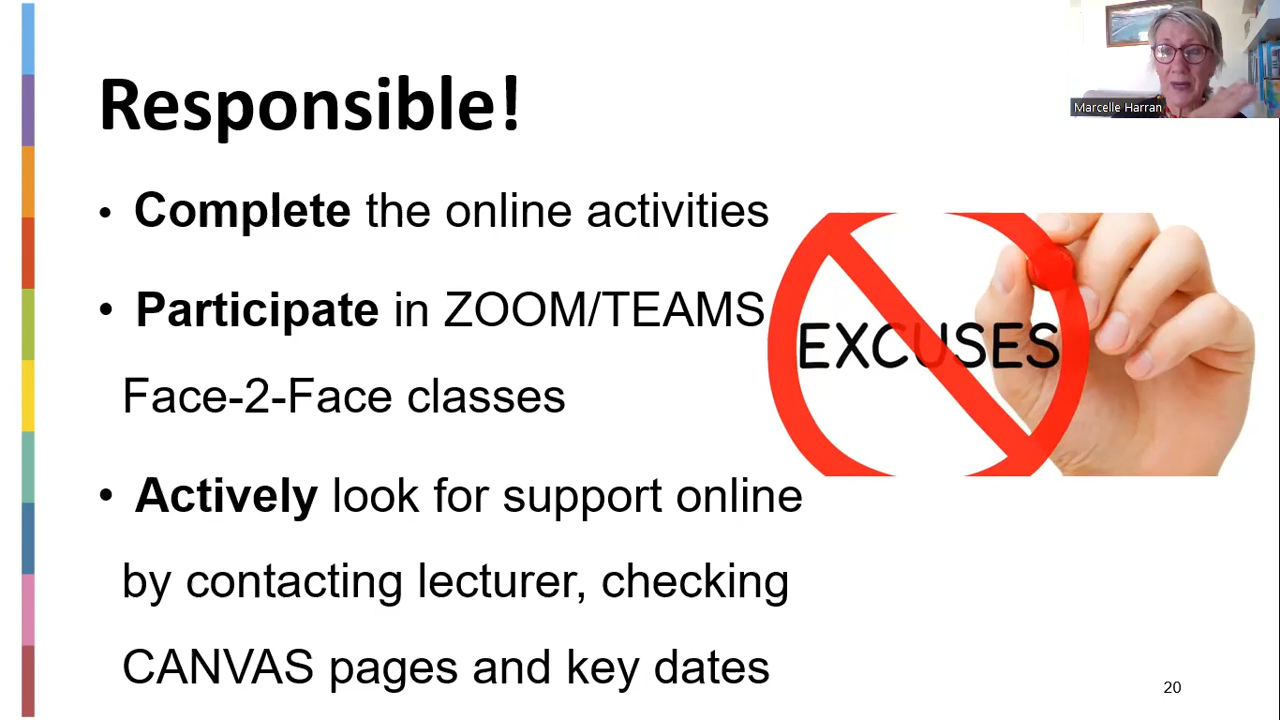 Responsible!
Marcelle Harran
• Complete the online activities
• Participate in ZOOM/TEAMS
Face-2-Face classes
EXCUSES
• Actively look for support online
by contacting lecturer, checking
CANVAS pages and key dates
20